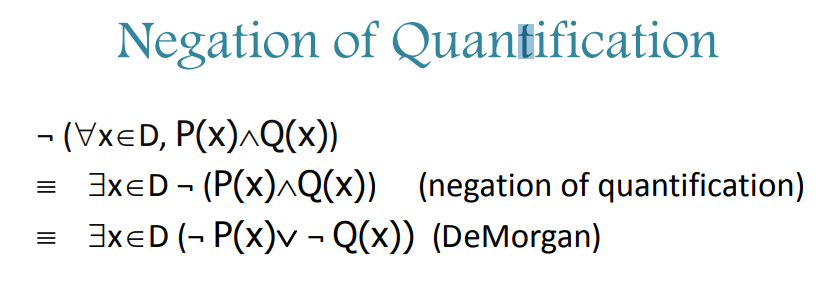 Negation of Quantification
¬ (∀x∈D, P(x)∧Q(x))
≡ ∃x∈D ¬ (P(x)∧Q(x)) (negation of quantification)
≡ ∃x∈D (¬ P(x)∨ ¬ Q(x)) (DeMorgan)